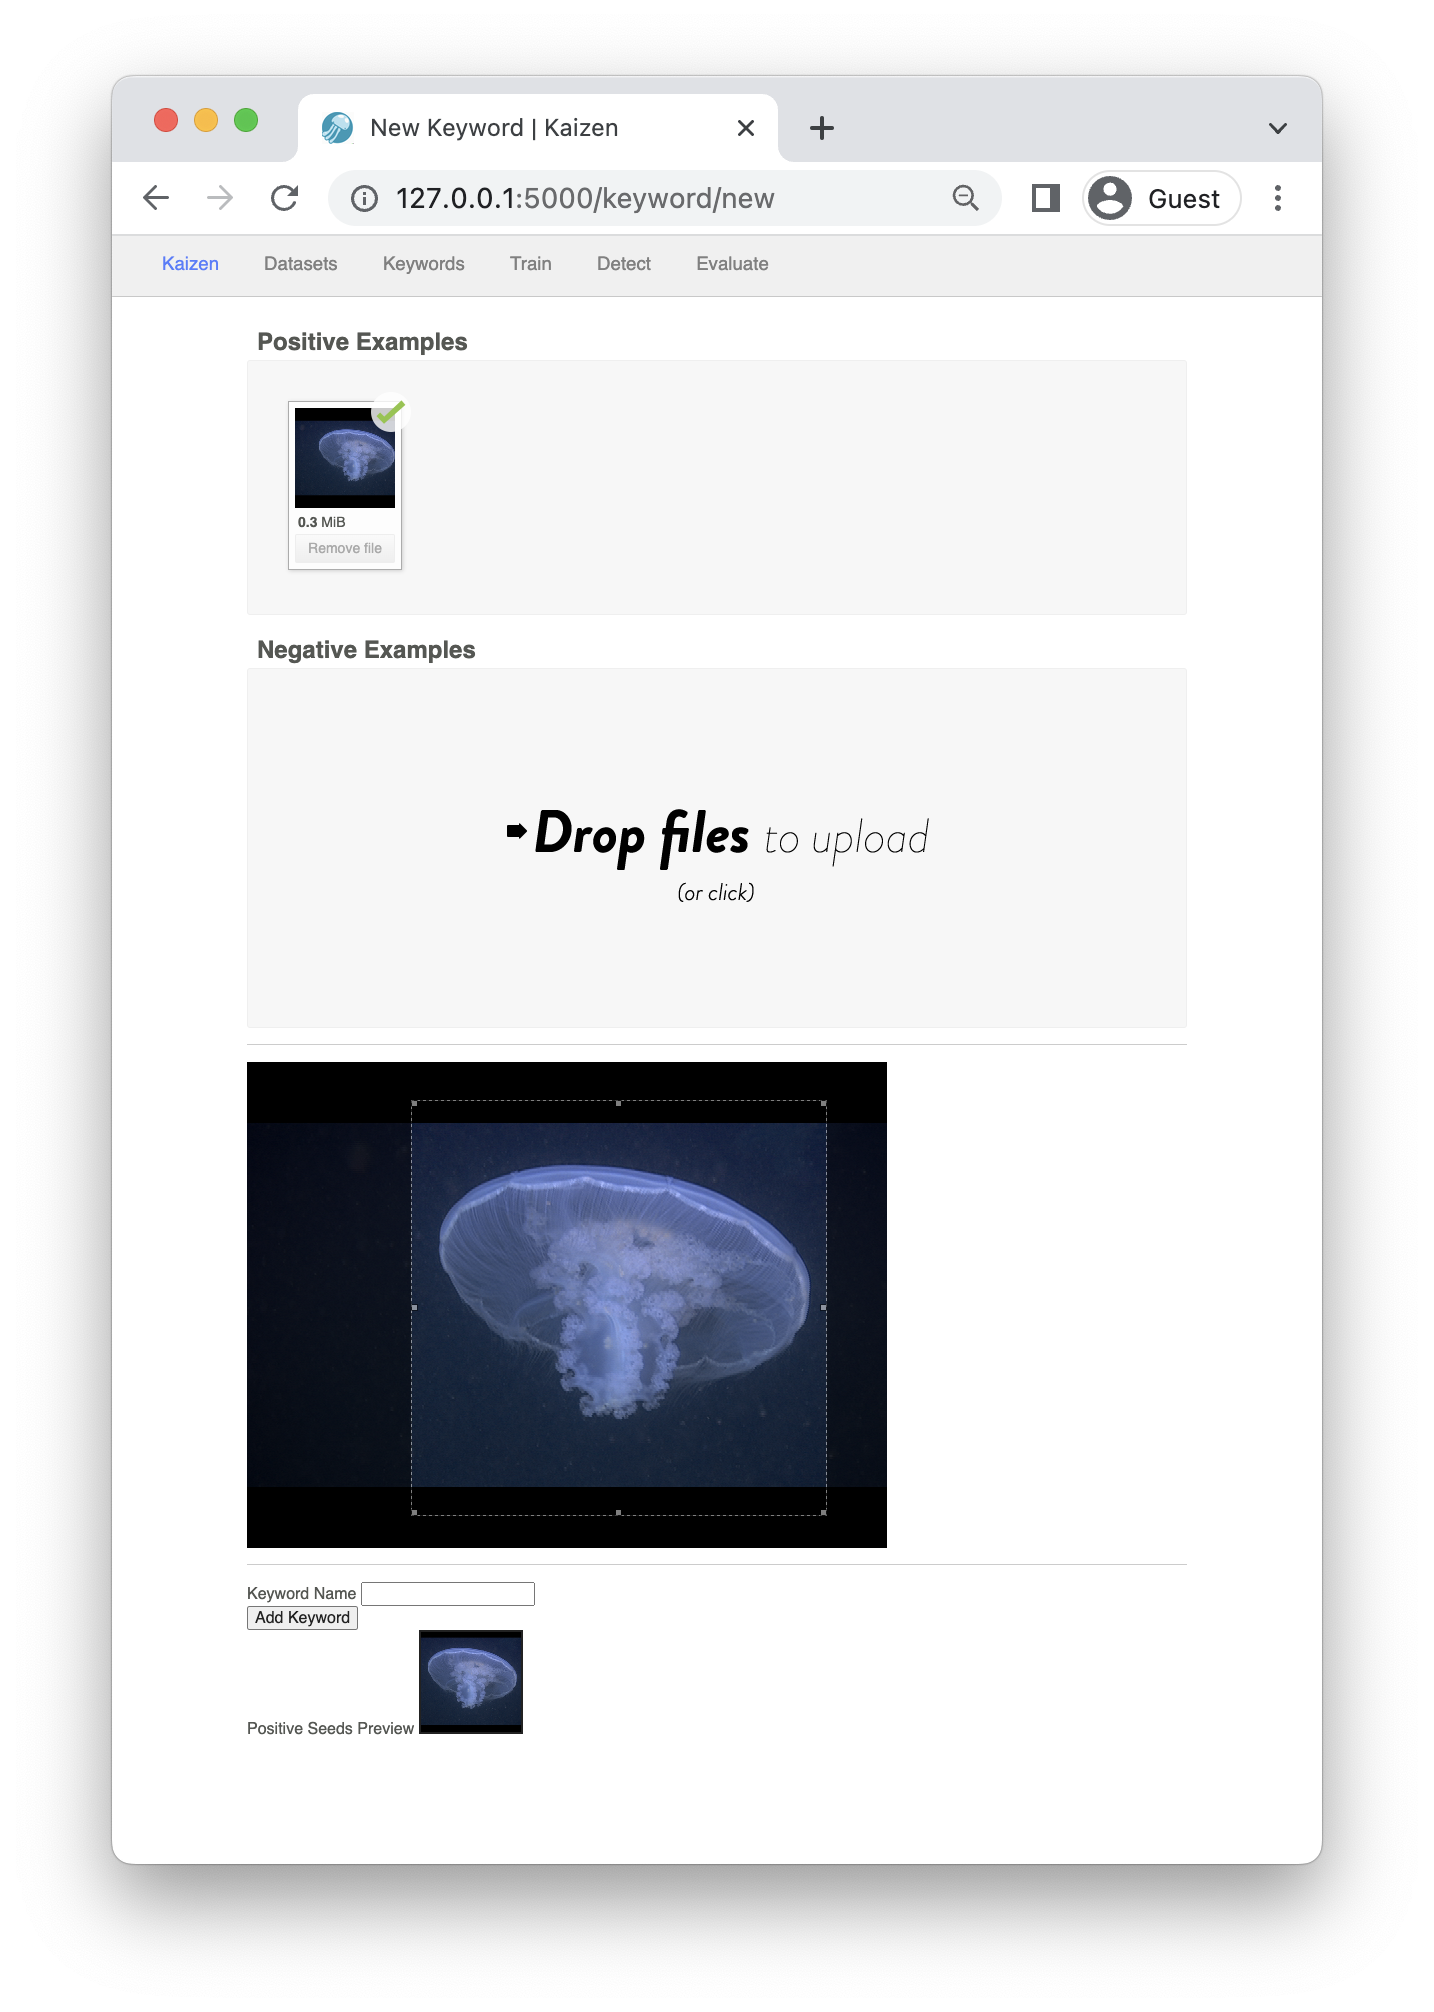 New Keyword | Kaizen
127.0.0.1:5000/keyword/new
Guest
Kaizen Datasets Keywords Train Detect Evaluate
Positive Examples
0.3 MiB
Remove file
Negative Examples
Drop files to upload
(or click)
Keyword Name
Add Keyword
Positive Seeds Preview